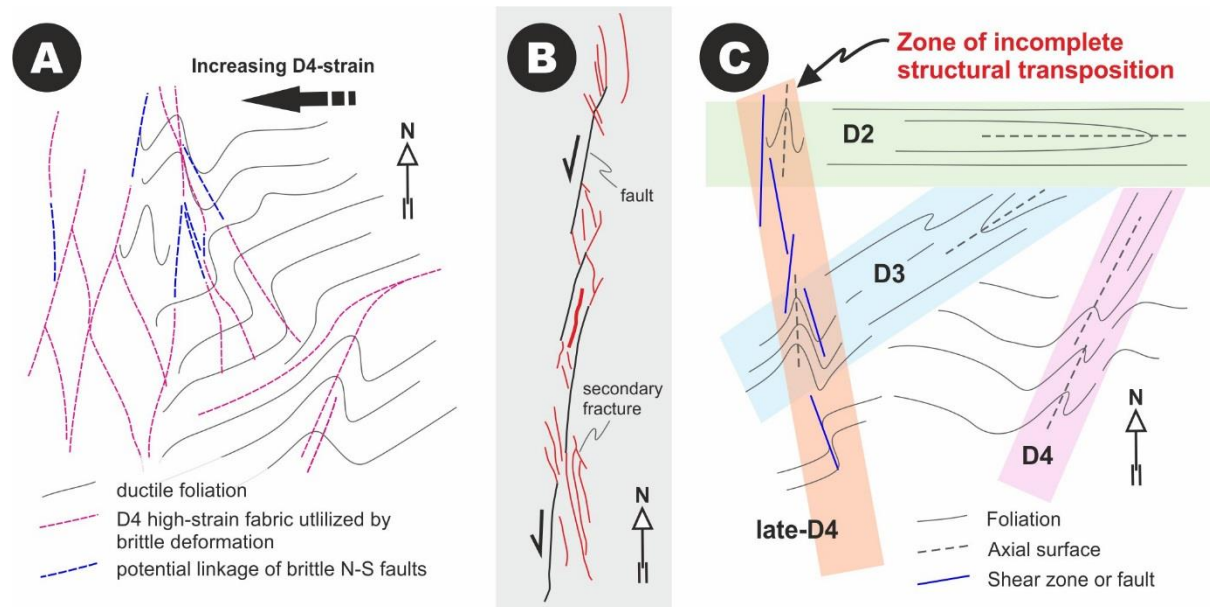 A
Increasing D4-strain
N
ductile foliation
D4 high-strain fabric utlilized by
brittle deformation
potential linkage of brittle N-S faults
B
fault
secondary
fracture
N
C
Zone of incomplete
structural transposition
D2
D3
D4
N
late-D4
Foliation
Axial surface
Shear zone or fault